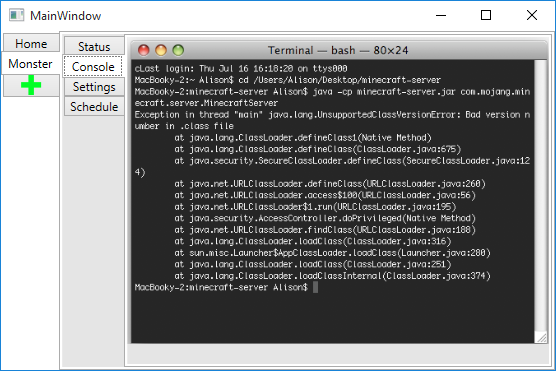 MainWindow
Home
Monster
Status
Console
Settings
Schedule
Terminal — bash — 80×24
cLast login: Thu Jul 16 16:18:20 on ttys000
MacBooky-2:~ Alison$ cd /Users/Alison/Desktop/minecraft-server
MacBooky-2:minecraft-server Alison$ java -cp minecraft-server.jar com.mojang.min
ecraft.server.MinecraftServer
Exception in thread "main" java.lang.UnsupportedClassVersionError: Bad version n
umber in .class file
at java.lang.ClassLoader.defineClass1(Native Method)
at java.lang.ClassLoader.defineClass(ClassLoader.java:675)
at java.security.SecureClassLoader.defineClass(SecureClassLoader.java:12
4)
at java.net.URLClassLoader.defineClass(URLClassLoader.java:260)
at java.net.URLClassLoader.access$100(URLClassLoader.java:56)
at java.net.URLClassLoader$1.run(URLClassLoader.java:195)
at java.security.AccessController.doPrivileged(Native Method)
at java.net.URLClassLoader.findClass(URLClassLoader.java:188)
at java.lang.ClassLoader.loadClass(ClassLoader.java:316)
at sun.misc.Launcher$AppClassLoader.loadClass(Launcher.java:280)
at java.lang.ClassLoader.loadClass(ClassLoader.java:251)
at java.lang.ClassLoader.loadClassInternal(ClassLoader.java:374)
MacBooky-2:minecraft-server Alison$